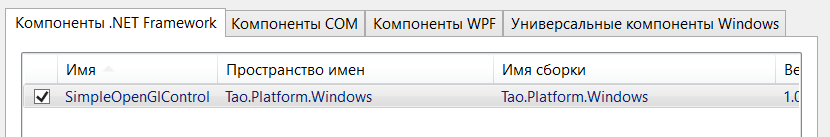 Компоненты .NET Framework Компоненты COM Компоненты WPF Универсальные компоненты Windows
Имя Пространство имен Имя сборки Ве
SimpleOpenGlControl Tao.Platform.Windows Tao.Platform.Windows 1.0